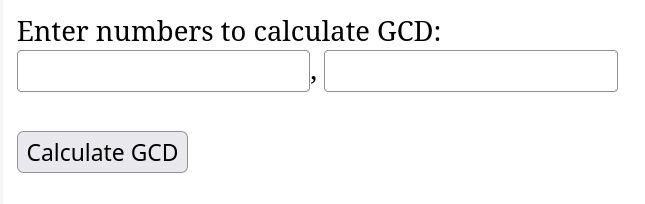 Enter numbers to calculate GCD:
,
Calculate GCD